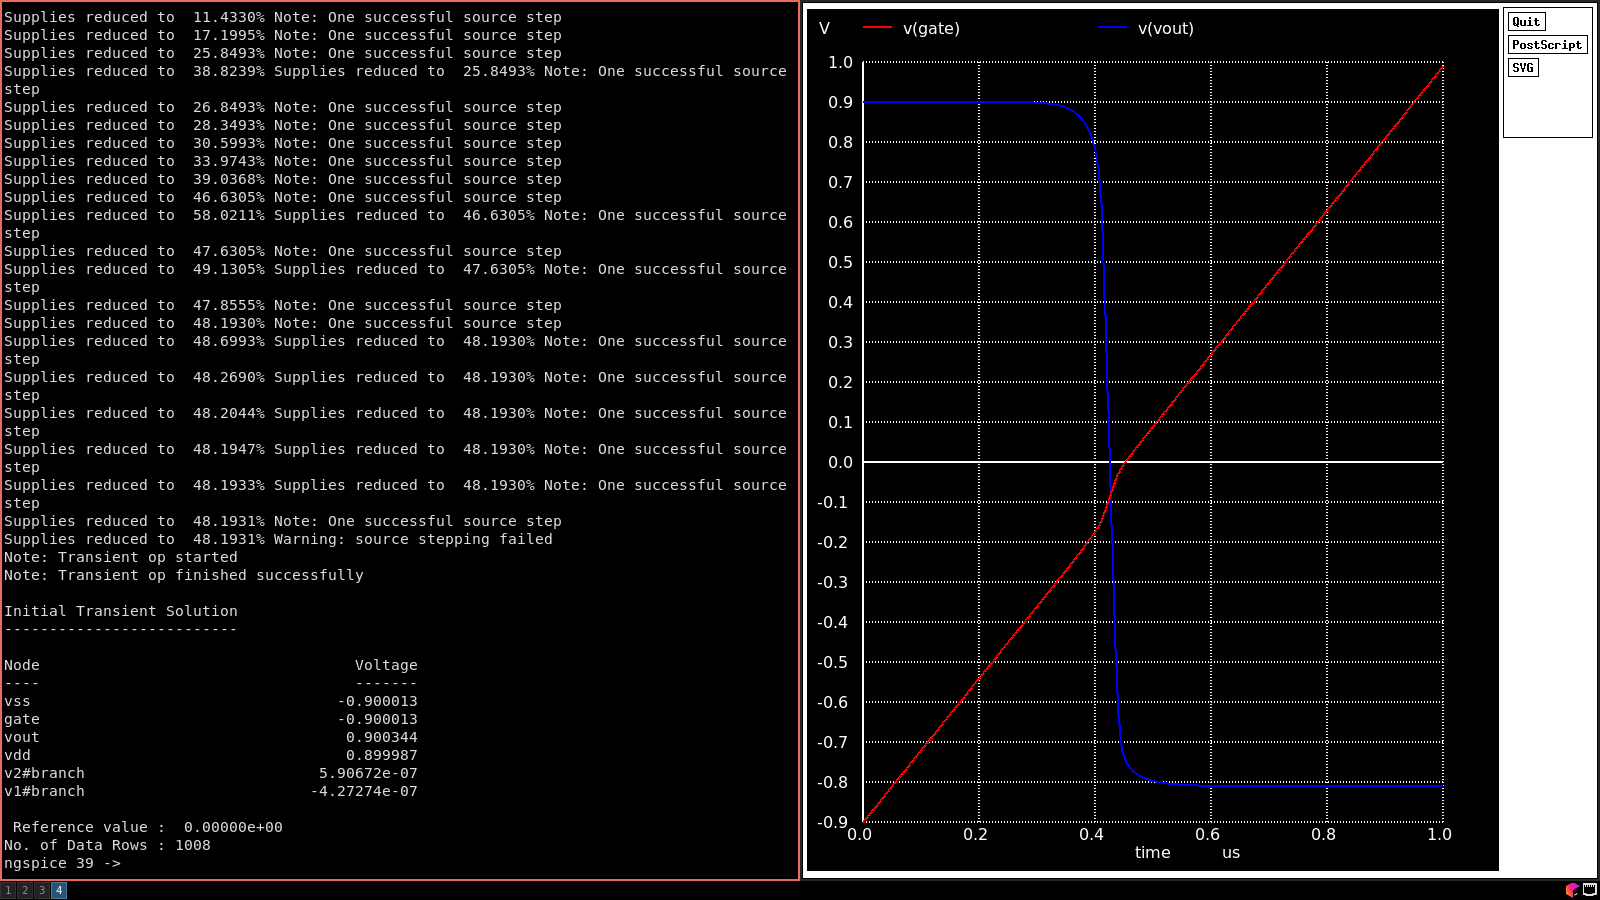 Supplies reduced to  11.4330% Note: One successful source step
Supplies reduced to  17.1995% Note: One successful source step
Supplies reduced to  25.8493% Note: One successful source step
Supplies reduced to  38.8239% Supplies reduced to  25.8493% Note: One successful source
step
Supplies reduced to  26.8493% Note: One successful source step
Supplies reduced to  28.3493% Note: One successful source step
Supplies reduced to  30.5993% Note: One successful source step
Supplies reduced to  33.9743% Note: One successful source step
Supplies reduced to  39.0368% Note: One successful source step
Supplies reduced to  46.6305% Note: One successful source step
Supplies reduced to  58.0211% Supplies reduced to  46.6305% Note: One successful source
step
Supplies reduced to  47.6305% Note: One successful source step
Supplies reduced to  49.1305% Supplies reduced to  47.6305% Note: One successful source
step
Supplies reduced to  47.8555% Note: One successful source step
Supplies reduced to  48.1930% Note: One successful source step
Supplies reduced to  48.6993% Supplies reduced to  48.1930% Note: One successful source
step
Supplies reduced to  48.2690% Supplies reduced to  48.1930% Note: One successful source
step
Supplies reduced to  48.2044% Supplies reduced to  48.1930% Note: One successful source
step
Supplies reduced to  48.1947% Supplies reduced to  48.1930% Note: One successful source
step
Supplies reduced to  48.1933% Supplies reduced to  48.1930% Note: One successful source
step
Supplies reduced to  48.1931% Note: One successful source step
Supplies reduced to  48.1931% Warning: source stepping failed
Note: Transient op started
Note: Transient op finished successfully
Initial Transient Solution
--------------------------
Node                                   Voltage
----                                   -------
vss                                  -0.900013
gate                                 -0.900013
vout                                  0.900344
vdd                                   0.899987
v2#branch                          5.90672e-07
v1#branch                         -4.27274e-07
Reference value :  0.00000e+00
No. of Data Rows : 1008
ngspice 39 ->
1 2 3 4
V v(gate) v(vout)
1.0
0.9
0.8
0.7
0.6
0.5
0.4
0.3
0.2
0.1
0.0
-0.1
-0.2
-0.3
-0.4
-0.5
-0.6
-0.7
-0.8
-0.9
0.0 0.2 0.4 0.6 0.8 1.0
time us
Quit
PostScript
SVG